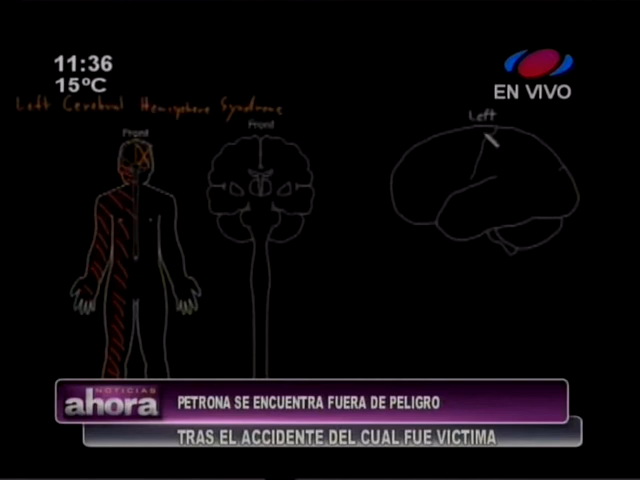 11:36
15ºC
EN VIVO
Left Cerebral Hemisphere Syndrome
Front
Front
Left
NOTICIAS
ahora
PETRONA SE ENCUENTRA FUERA DE PELIGRO
TRAS EL ACCIDENTE DEL CUAL FUE VICTIMA